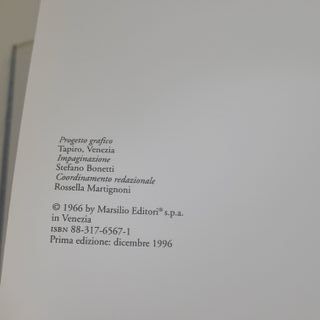 Progetto grafico
Tapiro, Venezia
Impaginazione
Stefano Bonetti
Coordinamento redazionale
Rossella Martignoni
© 1966 by Marsilio Editori® s.p.a.
in Venezia
ISBN 88-317-6567-1
Prima edizione: dicembre 1996